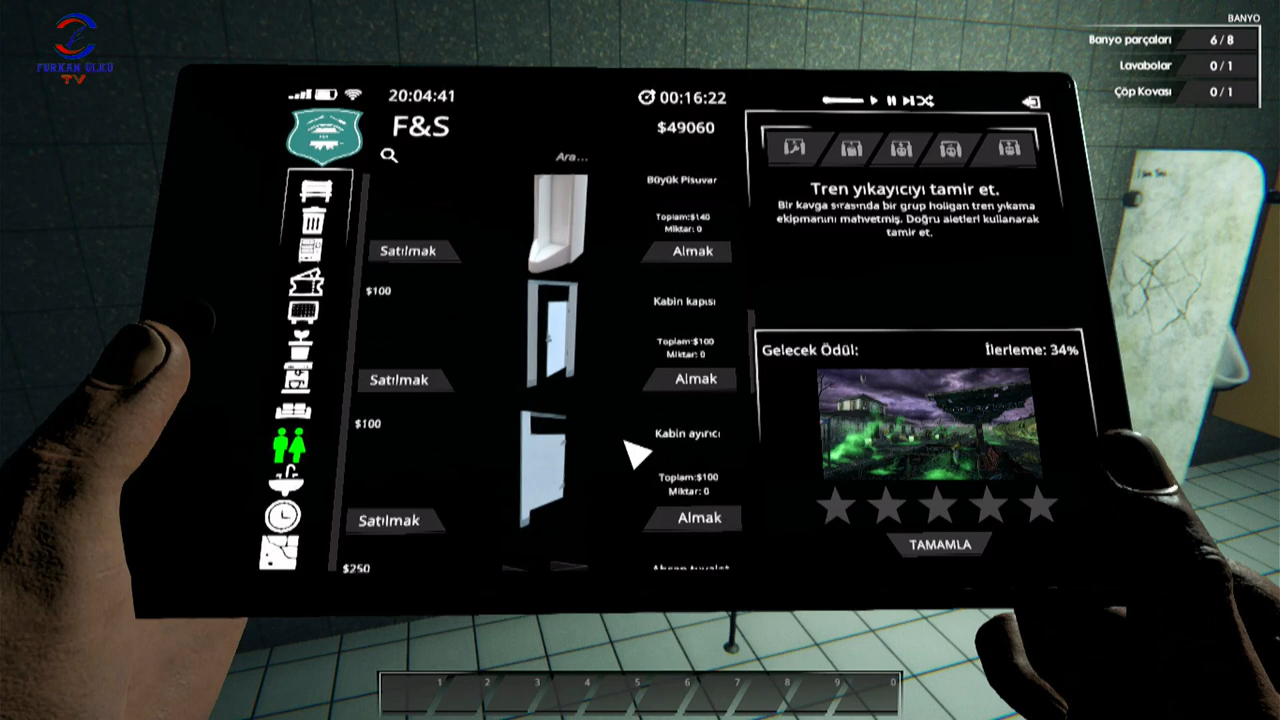 BANYO
Banyo parçaları 6 / 8
Lavabolar 0 / 1
Çöp Kovası 0 / 1
FURKAN ÜLKÜ
TV
20:04:41
00:16:22
F&S
$49060
Ara...
Büyük Pisuvar
Toplam:$140
Miktar: 0
Satılmak
Almak
$100
Kabin kapısı
Toplam:$100
Miktar: 0
Satılmak
Almak
$100
Kabin ayırıcı
Toplam:$100
Miktar: 0
Satılmak
Almak
$250
Tren yıkayıcıyı tamir et.
Bir kavga sırasında bir grup holigan tren yıkama
ekipmanını mahvetmiş. Doğru aletleri kullanarak
tamir et.
Gelecek Ödül:
İlerleme: 34%
TAMAMLA
1 2 3 4 5 6 7 8 9 0